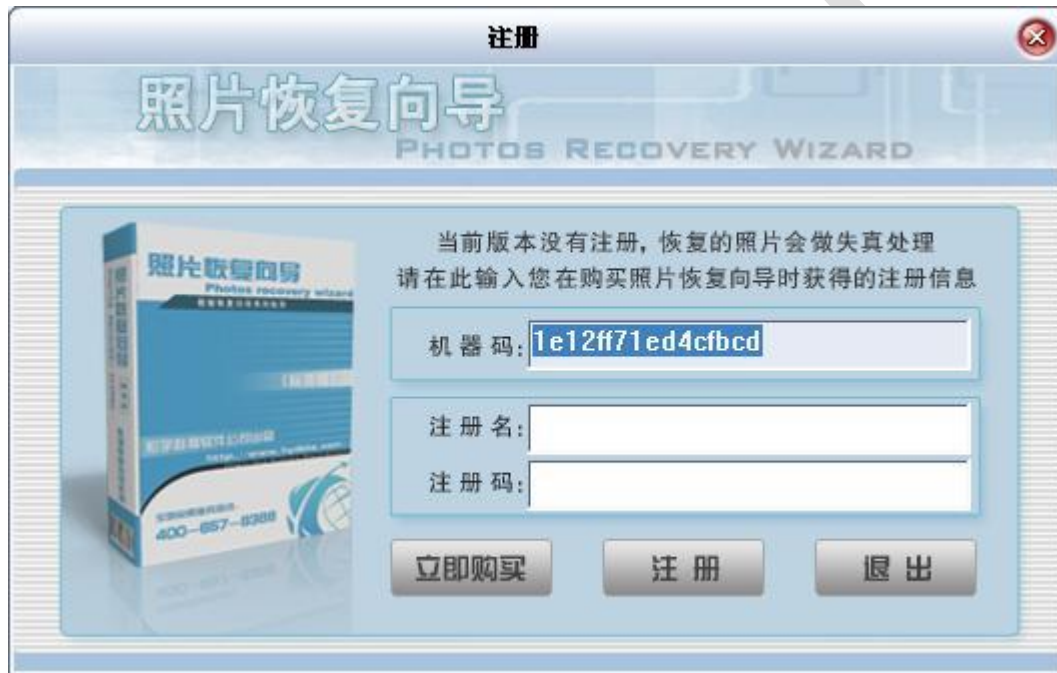 注册
照片恢复向导
PHOTOS RECOVERY WIZARD
当前版本没有注册, 恢复的照片会做失真处理
请在此输入您在购买照片恢复向导时获得的注册信息
照片恢复向导
Photos recovery wizard
机器码: 1e12ff71ed4cfbcd
注册名:
注册码:
立即购买
注册
退出